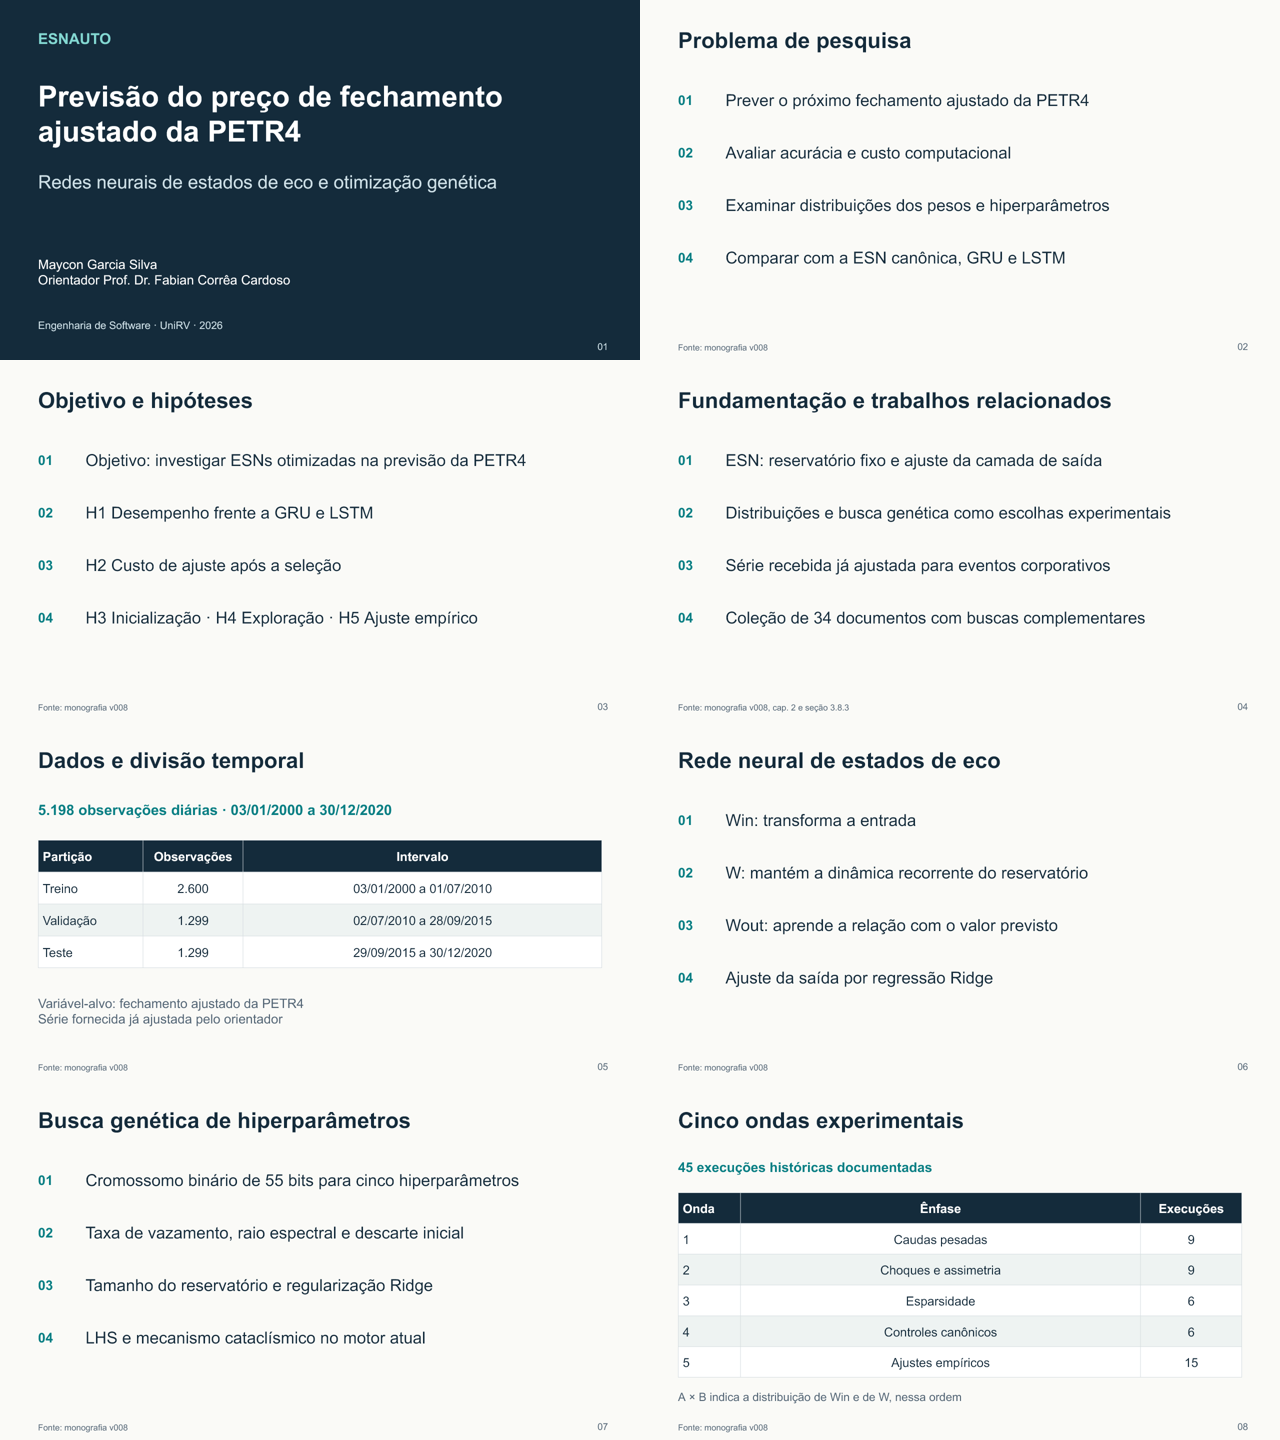 ESNAUTO
Previsão do preço de fechamento
ajustado da PETR4
Redes neurais de estados de eco e otimização genética
Maycon Garcia Silva
Orientador Prof. Dr. Fabian Corrêa Cardoso
Engenharia de Software · UniRV · 2026
01
Problema de pesquisa
01 Prever o próximo fechamento ajustado da PETR4
02 Avaliar acurácia e custo computacional
03 Examinar distribuições dos pesos e hiperparâmetros
04 Comparar com a ESN canônica, GRU e LSTM
Fonte: monografia v008 02
Objetivo e hipóteses
01 Objetivo: investigar ESNs otimizadas na previsão da PETR4
02 H1 Desempenho frente a GRU e LSTM
03 H2 Custo de ajuste após a seleção
04 H3 Inicialização · H4 Exploração · H5 Ajuste empírico
Fonte: monografia v008 03
Fundamentação e trabalhos relacionados
01 ESN: reservatório fixo e ajuste da camada de saída
02 Distribuições e busca genética como escolhas experimentais
03 Série recebida já ajustada para eventos corporativos
04 Coleção de 34 documentos com buscas complementares
Fonte: monografia v008, cap. 2 e seção 3.8.3 04
Dados e divisão temporal
5.198 observações diárias · 03/01/2000 a 30/12/2020
Partição Observações Intervalo
Treino 2.600 03/01/2000 a 01/07/2010
Validação 1.299 02/07/2010 a 28/09/2015
Teste 1.299 29/09/2015 a 30/12/2020
Variável-alvo: fechamento ajustado da PETR4
Série fornecida já ajustada pelo orientador
Fonte: monografia v008 05
Rede neural de estados de eco
01 Win: transforma a entrada
02 W: mantém a dinâmica recorrente do reservatório
03 Wout: aprende a relação com o valor previsto
04 Ajuste da saída por regressão Ridge
Fonte: monografia v008 06
Busca genética de hiperparâmetros
01 Cromossomo binário de 55 bits para cinco hiperparâmetros
02 Taxa de vazamento, raio espectral e descarte inicial
03 Tamanho do reservatório e regularização Ridge
04 LHS e mecanismo cataclísmico no motor atual
Fonte: monografia v008 07
Cinco ondas experimentais
45 execuções históricas documentadas
Onda Ênfase Execuções
1 Caudas pesadas 9
2 Choques e assimetria 9
3 Esparsidade 6
4 Controles canônicos 6
5 Ajustes empíricos 15
A × B indica a distribuição de Win e de W, nessa ordem
Fonte: monografia v008 08